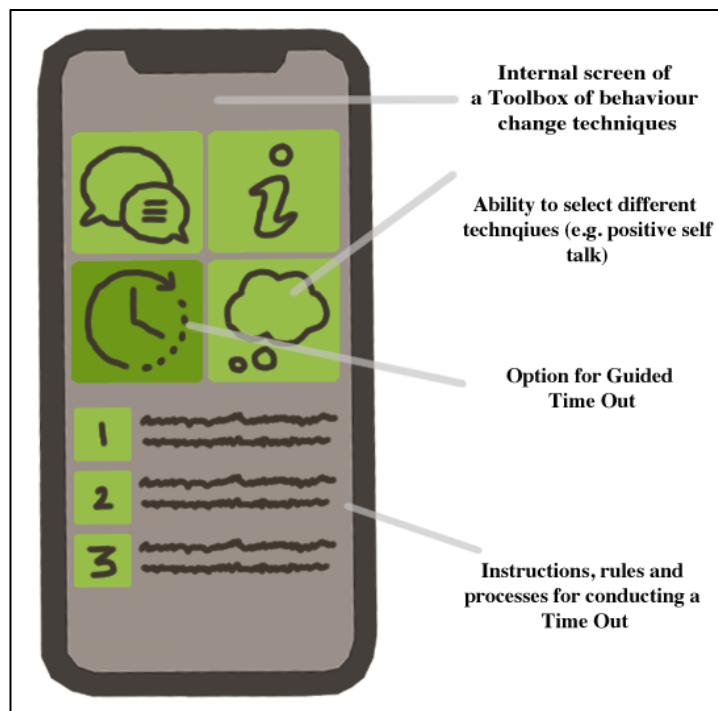 Internal screen of
a Toolbox of behaviour
change techniques
Ability to select different
technqiues (e.g. positive self
talk)
Option for Guided
Time Out
1
2
3
Instructions, rules and
processes for conducting a
Time Out